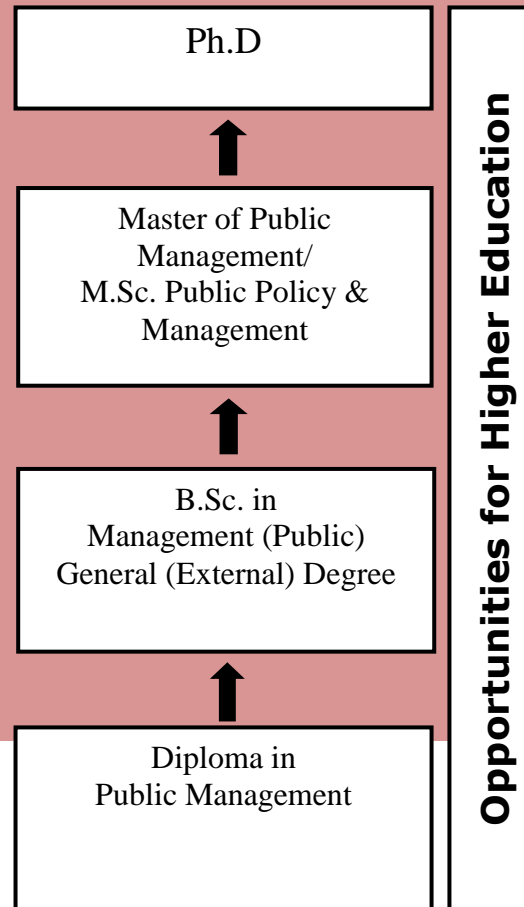 Ph.D
Master of Public
Management/
M.Sc. Public Policy &
Management
B.Sc. in
Management (Public)
General (External) Degree
Diploma in
Public Management
Opportunities for Higher Education